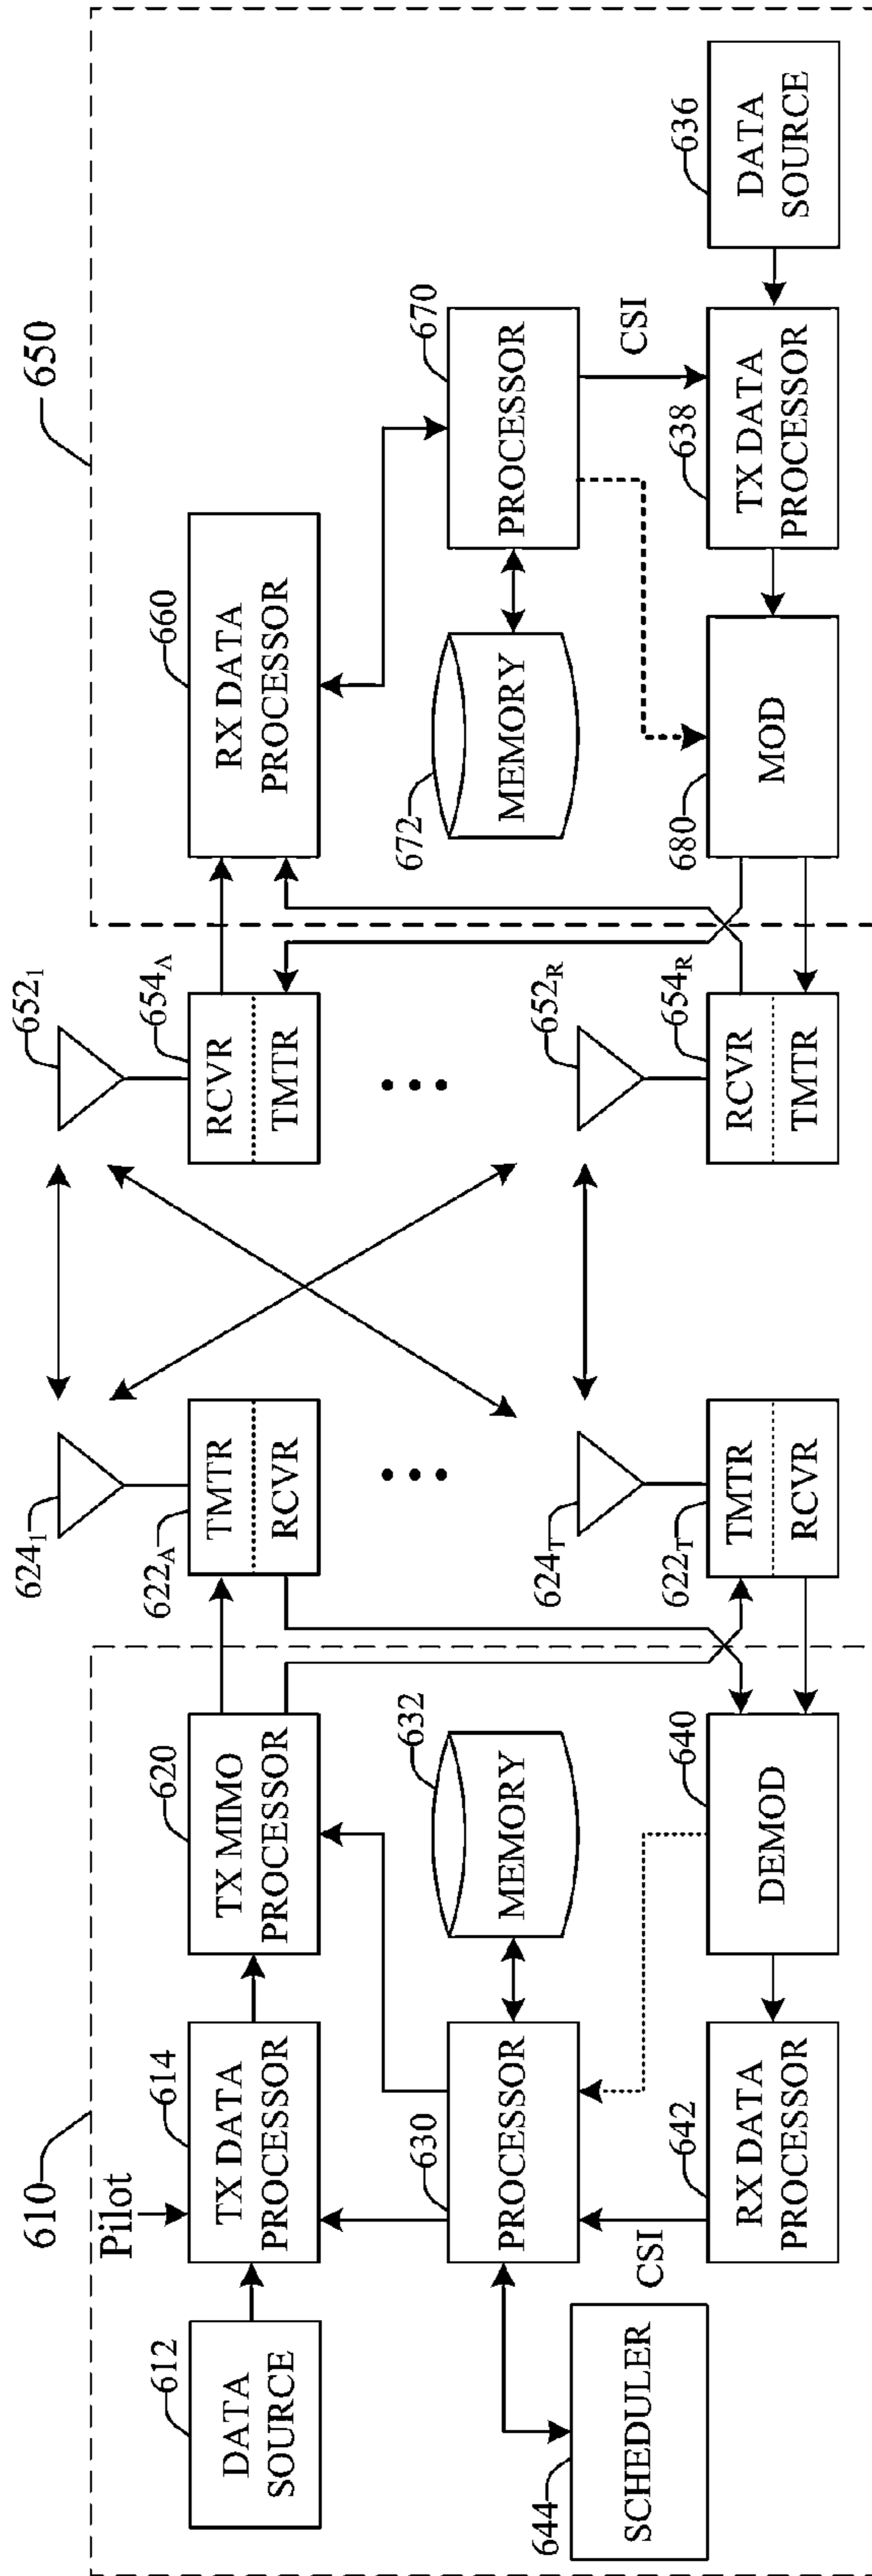 610
Pilot
612
DATA
SOURCE
614
TX DATA
PROCESSOR
620
TX MIMO
PROCESSOR
624₁
622A
TMTR
RCVR
644
SCHEDULER
630
PROCESSOR
632
MEMORY
CSI
642
RX DATA
PROCESSOR
640
DEMOD
624T
622T
TMTR
RCVR
650
652₁
654A
RCVR
TMTR
660
RX DATA
PROCESSOR
672
MEMORY
670
PROCESSOR
CSI
652R
654R
RCVR
TMTR
680
MOD
638
TX DATA
PROCESSOR
636
DATA
SOURCE